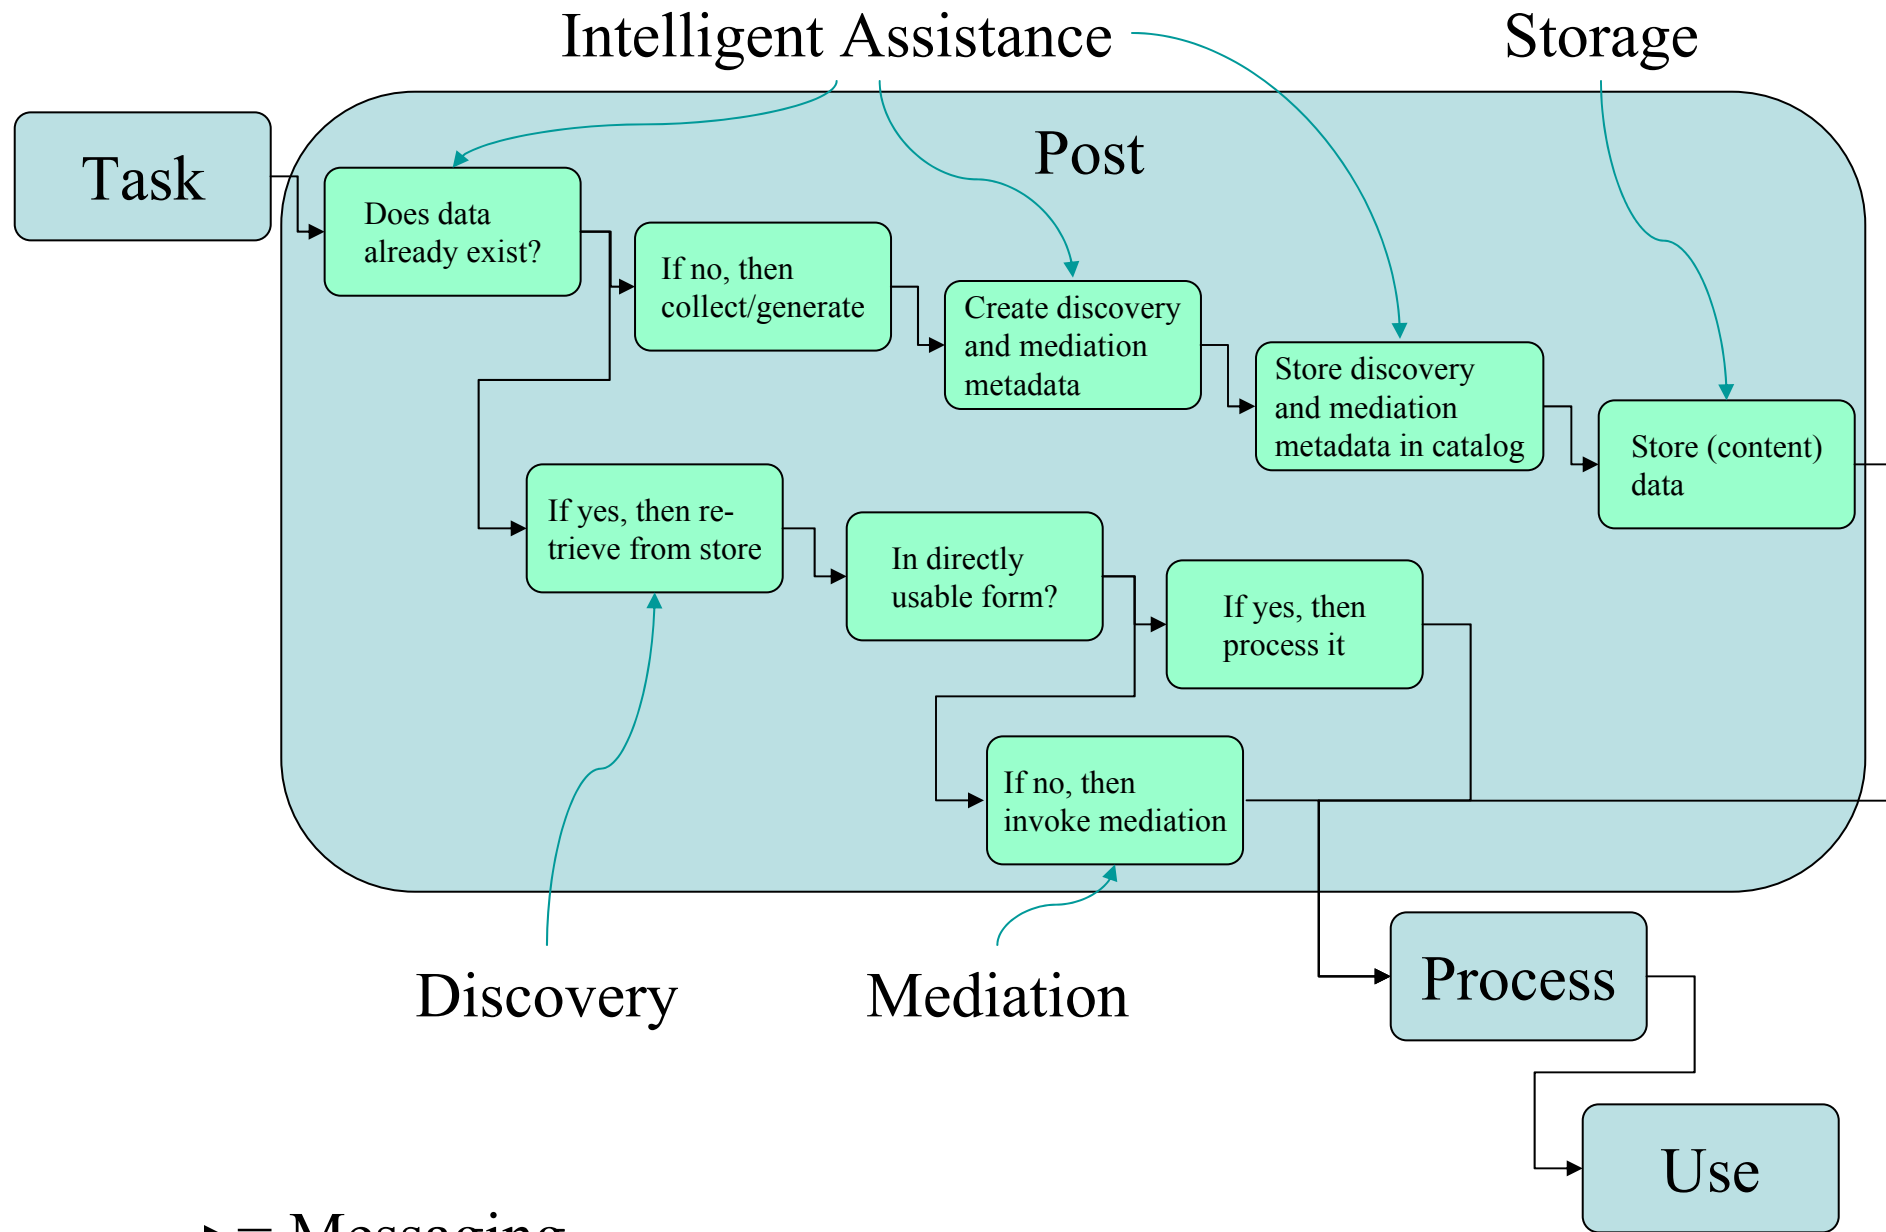 Intelligent Assistance
Storage
Task
Post
Does data
already exist?
If no, then
collect/generate
Create discovery
and mediation
metadata
Store discovery
and mediation
metadata in catalog
Store (content)
data
If yes, then re-
trieve from store
In directly
usable form?
If yes, then
process it
If no, then
invoke mediation
Discovery
Mediation
Process
Use
= Messaging